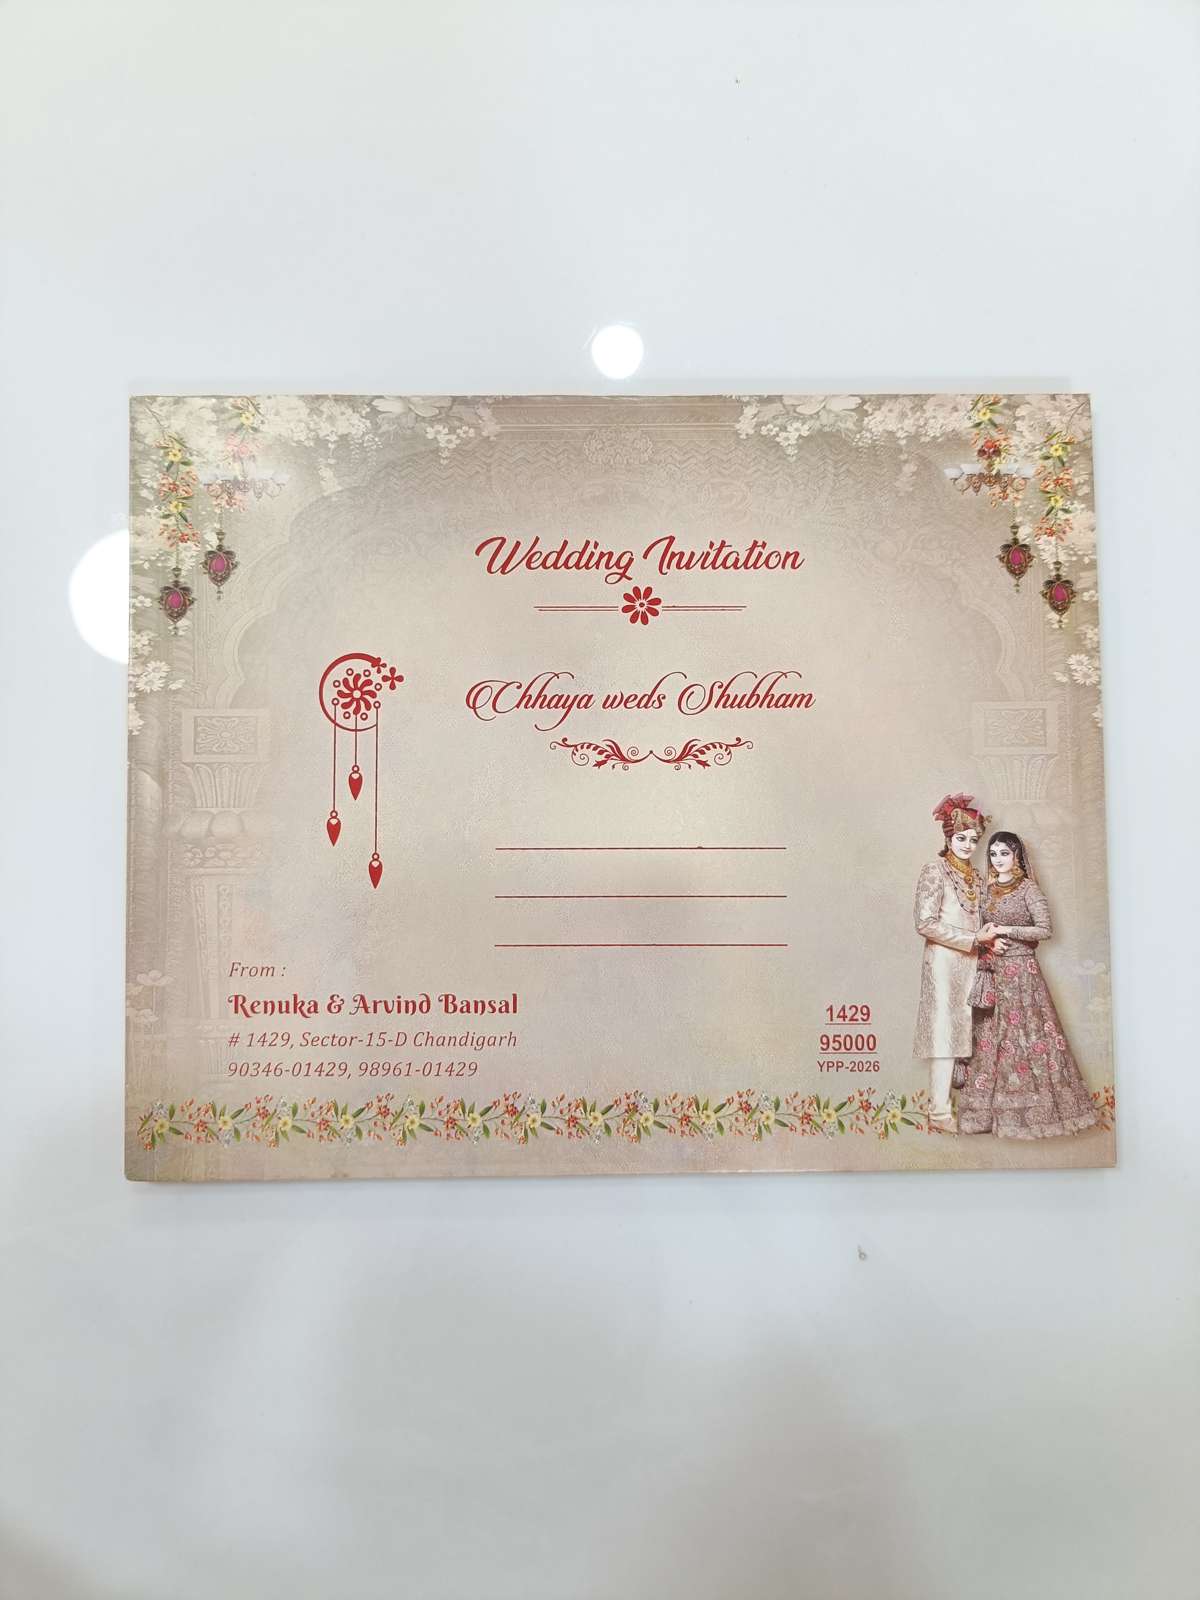 Wedding Invitation
Chhaya weds Shubham
From :
Renuka & Arvind Bansal
# 1429, Sector-15-D Chandigarh
90346-01429, 98961-01429
1429
95000
YPP-2026